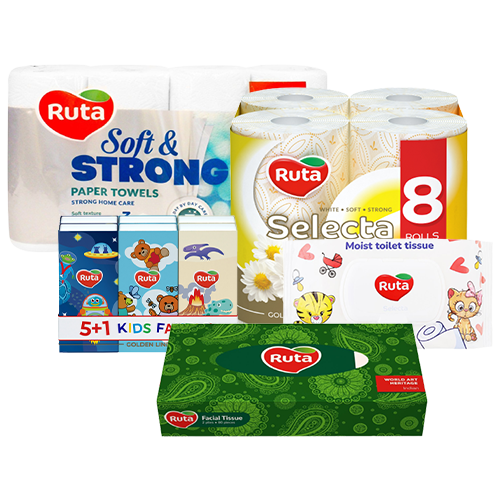 Ruta
Soft &
STRONG
PAPER TOWELS
STRONG HOME CARE
Soft texture
Ruta
WHITE • SOFT • STRONG
Selecta
8
ROLLS
Moist toilet tissue
Ruta
Ruta
Ruta
Ruta
5+1 KIDS
GOLDEN
Ruta
WORLD ART
HERITAGE
Ruta
Facial Tissue